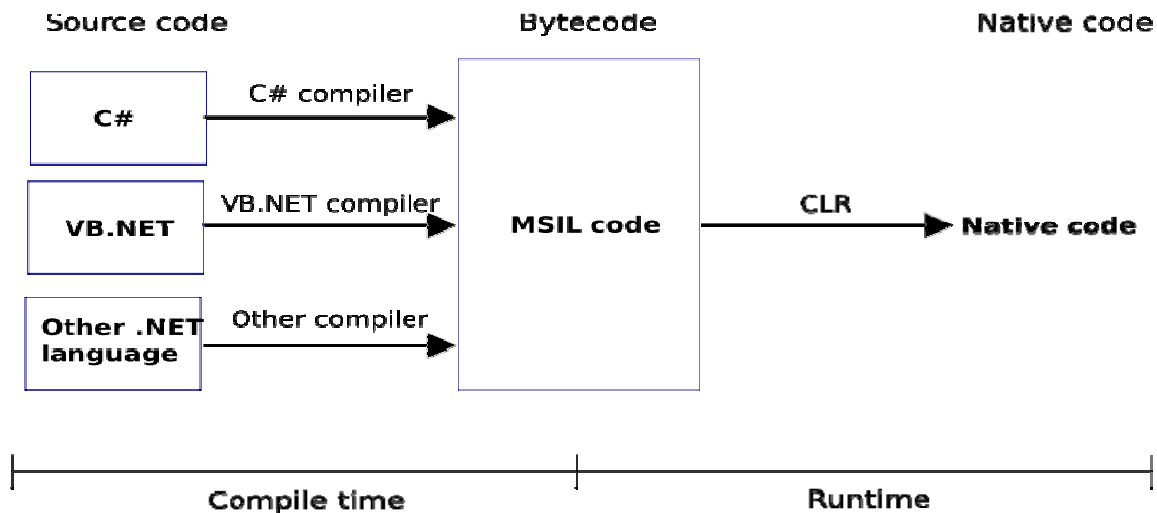 Source code
Bytecode
Native code
C#
C# compiler
VB.NET
VB.NET compiler
MSIL code
CLR
Native code
Other .NET
language
Other compiler
Compile time
Runtime